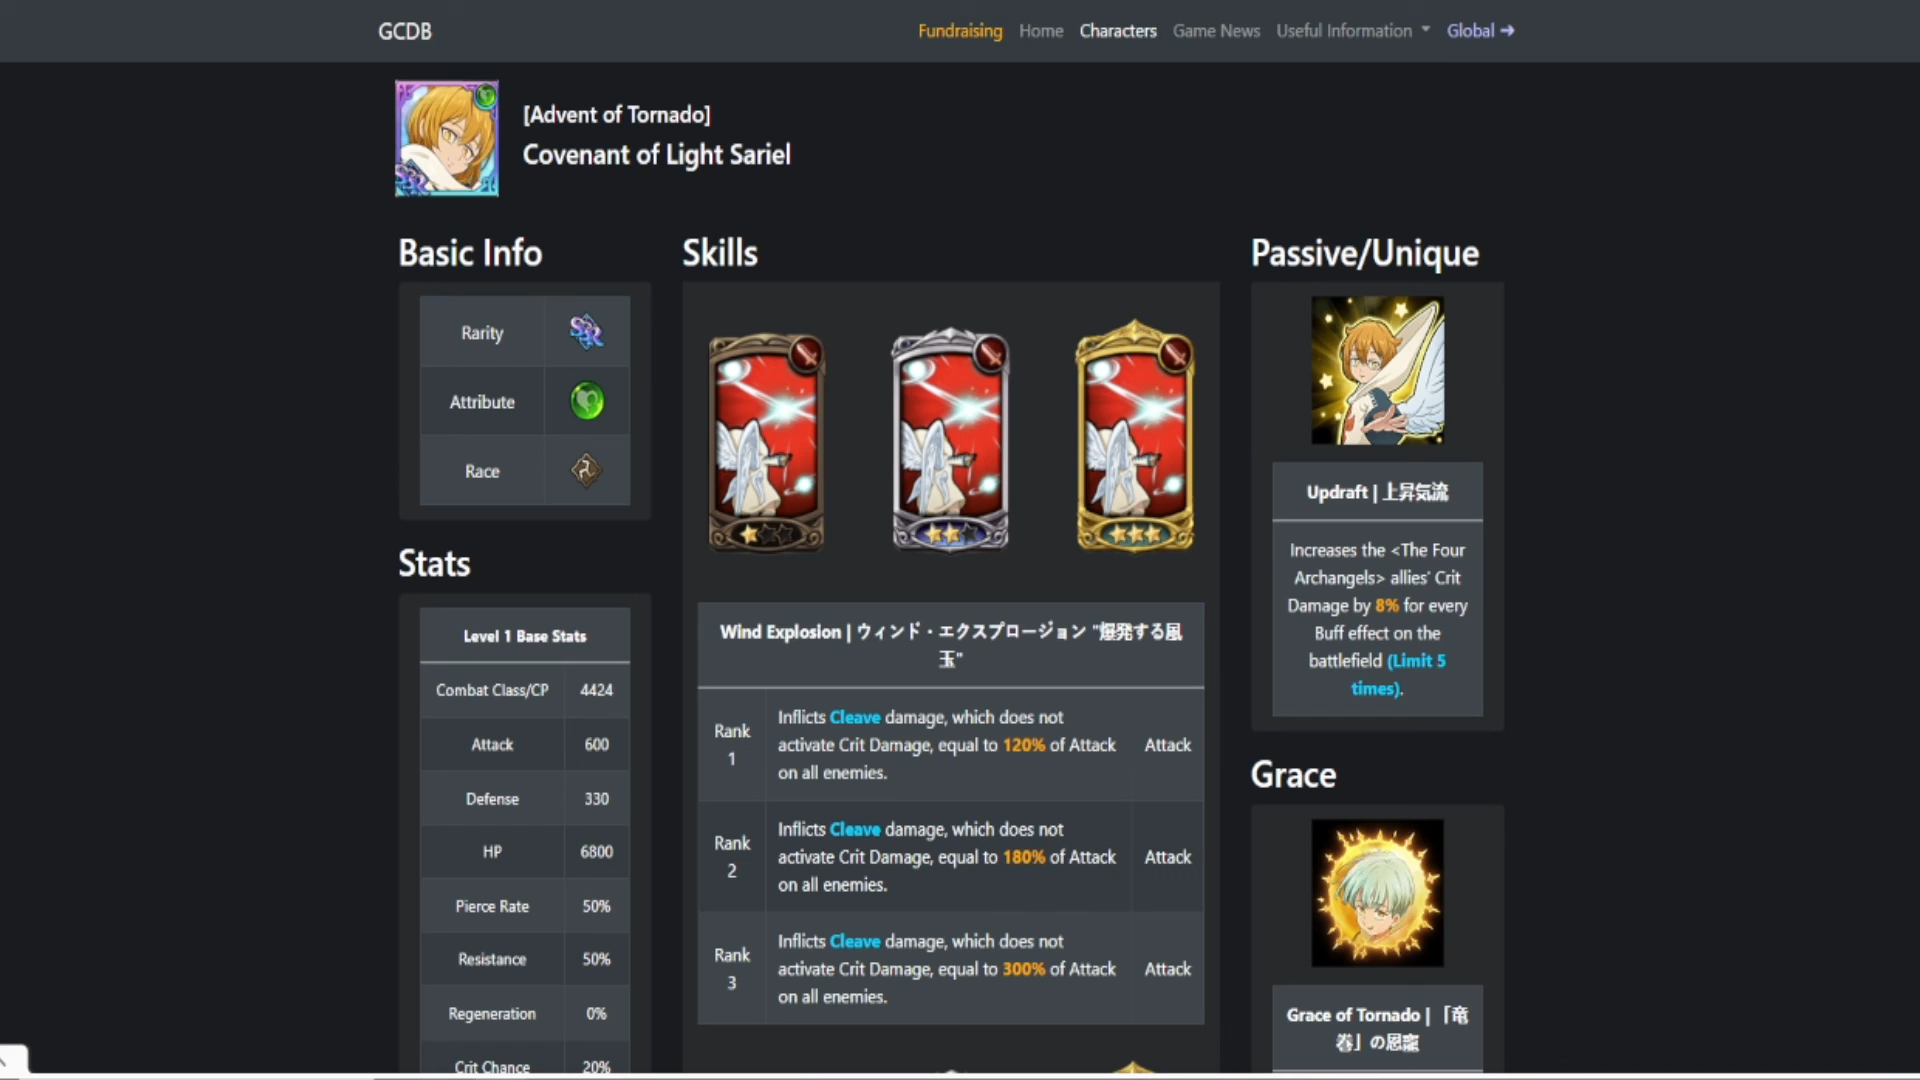 GCDB
Fundraising
Home
Characters
Game News
Useful Information
Global
[Advent of Tornado]
Covenant of Light Sariel
Basic Info
Rarity
SR
Attribute
Race
Stats
Level 1 Base Stats
Combat Class/CP 4424
Attack 600
Defense 330
HP 6800
Pierce Rate 50%
Resistance 50%
Regeneration 0%
Crit Chance 20%
Skills
Wind Explosion | ウィンド・エクスプロージョン "爆発する風
玉"
Rank
1
Inflicts Cleave damage, which does not
activate Crit Damage, equal to 120% of Attack
on all enemies.
Attack
Rank
2
Inflicts Cleave damage, which does not
activate Crit Damage, equal to 180% of Attack
on all enemies.
Attack
Rank
3
Inflicts Cleave damage, which does not
activate Crit Damage, equal to 300% of Attack
on all enemies.
Attack
Passive/Unique
Updraft | 上昇気流
Increases the <The Four
Archangels> allies' Crit
Damage by 8% for every
Buff effect on the
battlefield (Limit 5
times).
Grace
Grace of Tornado | 「竜
巻」の恩寵